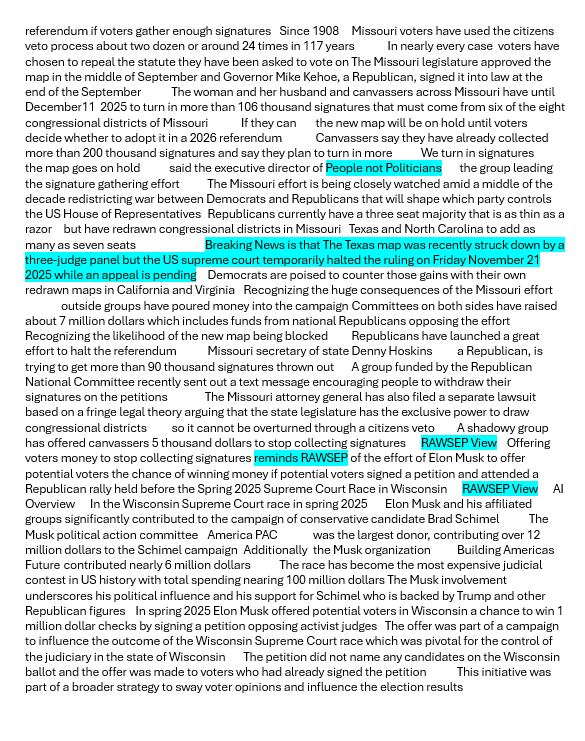 referendum if voters gather enough signatures Since 1908 Missouri voters have used the citizens
veto process about two dozen or around 24 times in 117 years In nearly every case voters have
chosen to repeal the statute they have been asked to vote on The Missouri legislature approved the
map in the middle of September and Governor Mike Kehoe, a Republican, signed it into law at the
end of the September The woman and her husband and canvassers across Missouri have until
December11 2025 to turn in more than 106 thousand signatures that must come from six of the eight
congressional districts of Missouri If they can the new map will be on hold until voters
decide whether to adopt it in a 2026 referendum Canvassers say they have already collected
more than 200 thousand signatures and say they plan to turn in more We turn in signatures
the map goes on hold said the executive director of People not Politicians the group leading
the signature gathering effort The Missouri effort is being closely watched amid a middle of the
decade redistricting war between Democrats and Republicans that will shape which party controls
the US House of Representatives Republicans currently have a three seat majority that is as thin as a
razor but have redrawn congressional districts in Missouri Texas and North Carolina to add as
many as seven seats Breaking News is that The Texas map was recently struck down by a
three-judge panel but the US supreme court temporarily halted the ruling on Friday November 21
2025 while an appeal is pending Democrats are poised to counter those gains with their own
redrawn maps in California and Virginia Recognizing the huge consequences of the Missouri effort
outside groups have poured money into the campaign Committees on both sides have raised
about 7 million dollars which includes funds from national Republicans opposing the effort
Recognizing the likelihood of the new map being blocked Republicans have launched a great
effort to halt the referendum Missouri secretary of state Denny Hoskins a Republican, is
trying to get more than 90 thousand signatures thrown out A group funded by the Republican
National Committee recently sent out a text message encouraging people to withdraw their
signatures on the petitions The Missouri attorney general has also filed a separate lawsuit
based on a fringe legal theory arguing that the state legislature has the exclusive power to draw
congressional districts so it cannot be overturned through a citizens veto A shadowy group
has offered canvassers 5 thousand dollars to stop collecting signatures RAWSEP View Offering
voters money to stop collecting signatures reminds RAWSEP of the effort of Elon Musk to offer
potential voters the chance of winning money if potential voters signed a petition and attended a
Republican rally held before the Spring 2025 Supreme Court Race in Wisconsin RAWSEP View AI
Overview In the Wisconsin Supreme Court race in spring 2025 Elon Musk and his affiliated
groups significantly contributed to the campaign of conservative candidate Brad Schimel The
Musk political action committee America PAC was the largest donor, contributing over 12
million dollars to the Schimel campaign Additionally the Musk organization Building Americas
Future contributed nearly 6 million dollars The race has become the most expensive judicial
contest in US history with total spending nearing 100 million dollars The Musk involvement
underscores his political influence and his support for Schimel who is backed by Trump and other
Republican figures In spring 2025 Elon Musk offered potential voters in Wisconsin a chance to win 1
million dollar checks by signing a petition opposing activist judges The offer was part of a campaign
to influence the outcome of the Wisconsin Supreme Court race which was pivotal for the control of
the judiciary in the state of Wisconsin The petition did not name any candidates on the Wisconsin
ballot and the offer was made to voters who had already signed the petition This initiative was
part of a broader strategy to sway voter opinions and influence the election results